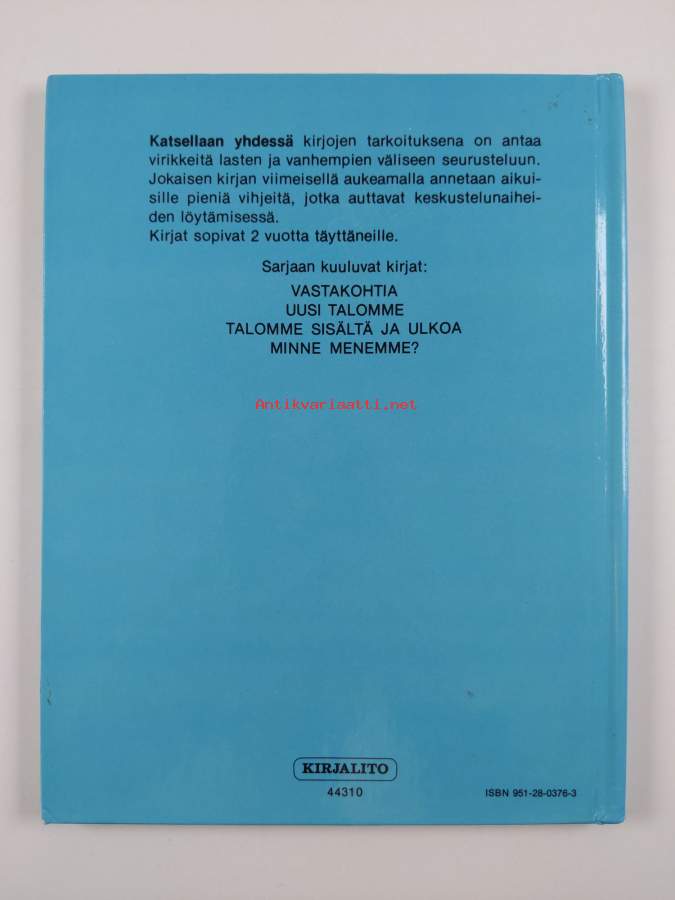 Katsellaan yhdessä kirjojen tarkoituksena on antaa
virikkeitä lasten ja vanhempien väliseen seurusteluun.
Jokaisen kirjan viimeisellä aukeamalla annetaan aikui-
sille pieniä vihjeitä, jotka auttavat keskustelunaihei-
den löytämisessä.
Kirjat sopivat 2 vuotta täyttäneille.
Sarjaan kuuluvat kirjat:
VASTAKOHTIA
UUSI TALOMME
TALOMME SISÄLTÄ JA ULKOA
MINNE MENEMME?
Antikvariaatti.net
KIRJALITO
44310
ISBN 951-28-0376-3